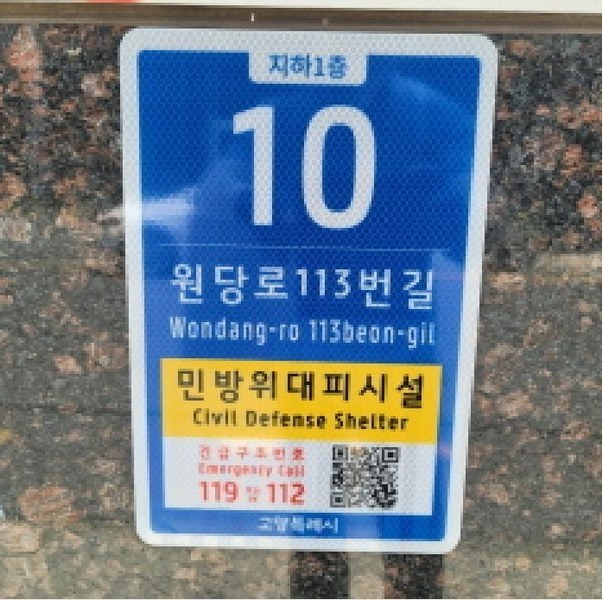 지하1층
10
원당로113번길
Wondang-ro 113beon-gil
민방위대피시설
Civil Defense Shelter
긴급구조번호
Emergency Call
119 및 112
고양특례시